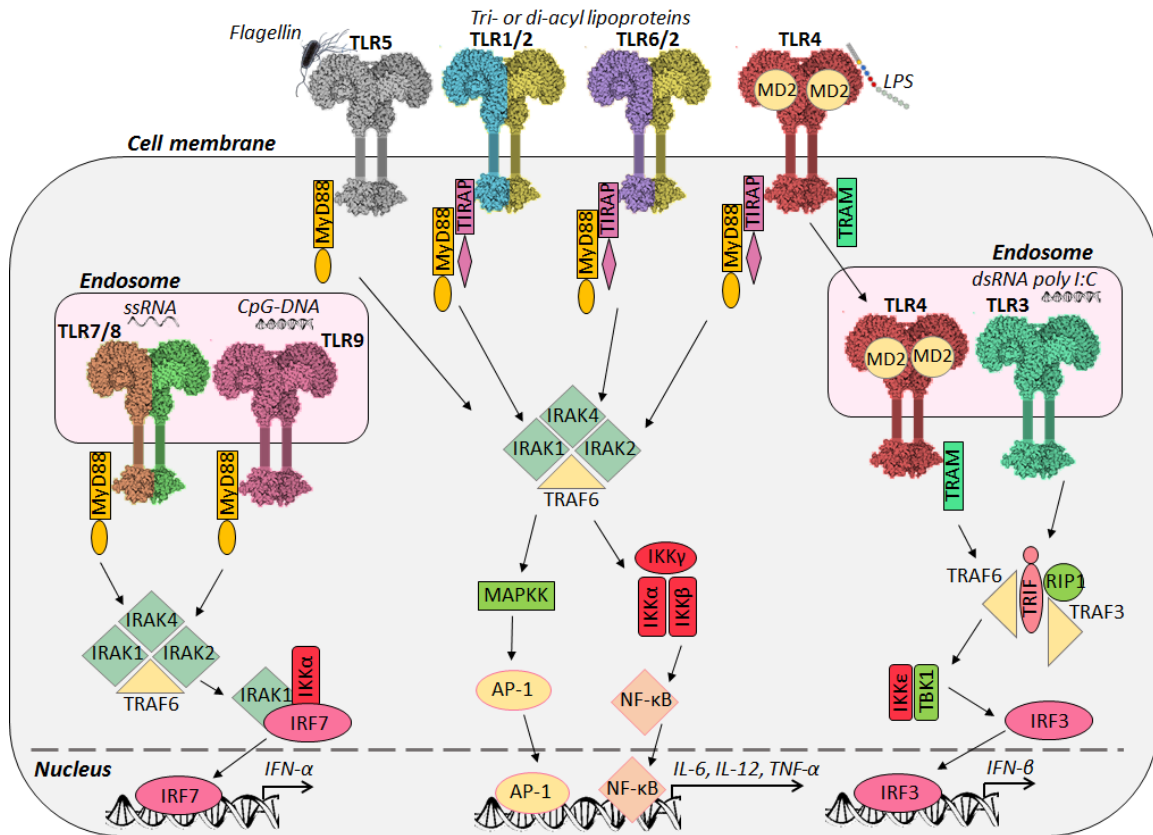 Tri- or di-acyl lipoproteins
Flagellin
TLR5
TLR1/2
TLR6/2
TLR4
MD2
MD2
LPS
Cell membrane
MyD88
MyD88
TIRAP
MyD88
TIRAP
MyD88
TIRAP
TRAM
Endosome
ssRNA
CpG-DNA
TLR7/8
TLR9
Endosome
dsRNA poly I:C
TLR4
TLR3
MD2
MD2
IRAK4
IRAK1
IRAK2
TRAF6
MyD88
MyD88
TRAM
IKKγ
IKKα
IKKβ
MAPKK
TRAF6
TRIF
RIP1
TRAF3
IRAK4
IRAK1
IRAK2
TRAF6
IRAK1
IKKα
IRF7
AP-1
NF-κB
IKKε
TBK1
IRF3
Nucleus
IFN-α
IRF7
AP-1
NF-κB
IL-6, IL-12, TNF-α
IRF3
IFN-β